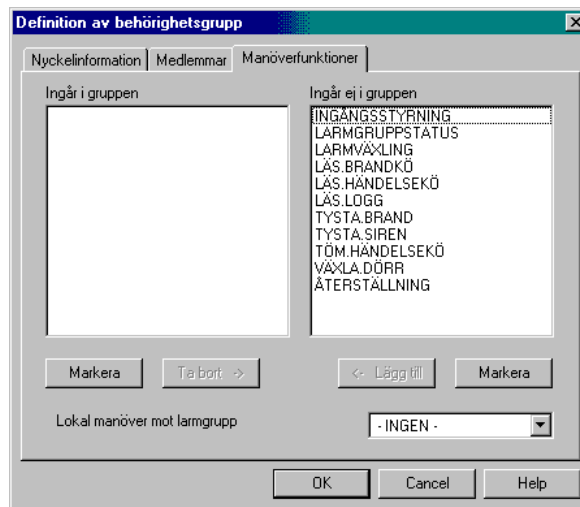 Definition av behörighetsgrupp
Nyckelinformation Medlemmar Manöverfunktioner
Ingår i gruppen Ingår ej i gruppen
INGÅNGSSTYRNING
LARMGRUPPSTATUS
LARMVÄXLING
LÄS.BRANDKÖ
LÄS.HÄNDELSEKÖ
LÄS.LOGG
TYSTA.BRAND
TYSTA.SIREN
TÖM.HÄNDELSEKÖ
VÄXLA.DÖRR
ÅTERSTÄLLNING
Markera Ta bort -> <- Lägg till Markera
Lokal manöver mot larmgrupp - INGEN -
OK Cancel Help